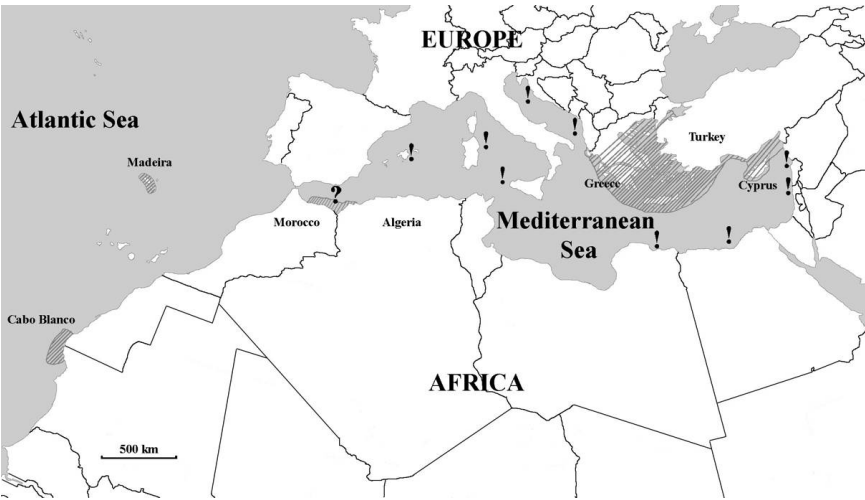 EUROPE
Atlantic Sea
!
Turkey
!
!
!
!
Madeira
!
!
Greece
Cyprus
?
Morocco
Algeria
Mediterranean
Sea
!
!
Cabo Blanco
AFRICA
500 km